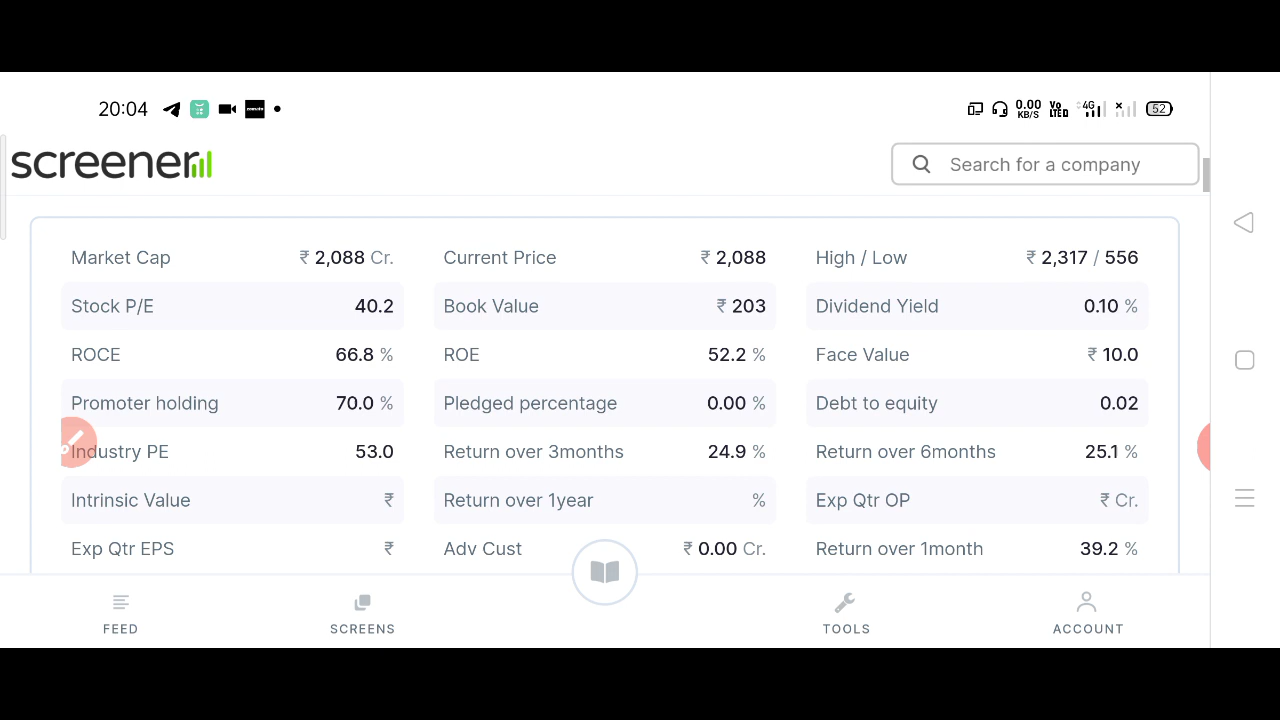 20:04 0.00 KB/S Vo LTE 4G 52
screener
Search for a company
Market Cap ₹ 2,088 Cr. Current Price ₹ 2,088 High / Low ₹ 2,317 / 556
Stock P/E 40.2 Book Value ₹ 203 Dividend Yield 0.10 %
ROCE 66.8 % ROE 52.2 % Face Value ₹ 10.0
Promoter holding 70.0 % Pledged percentage 0.00 % Debt to equity 0.02
Industry PE 53.0 Return over 3months 24.9 % Return over 6months 25.1 %
Intrinsic Value ₹ Return over 1year % Exp Qtr OP ₹ Cr.
Exp Qtr EPS ₹ Adv Cust ₹ 0.00 Cr. Return over 1month 39.2 %
FEED SCREENS TOOLS ACCOUNT